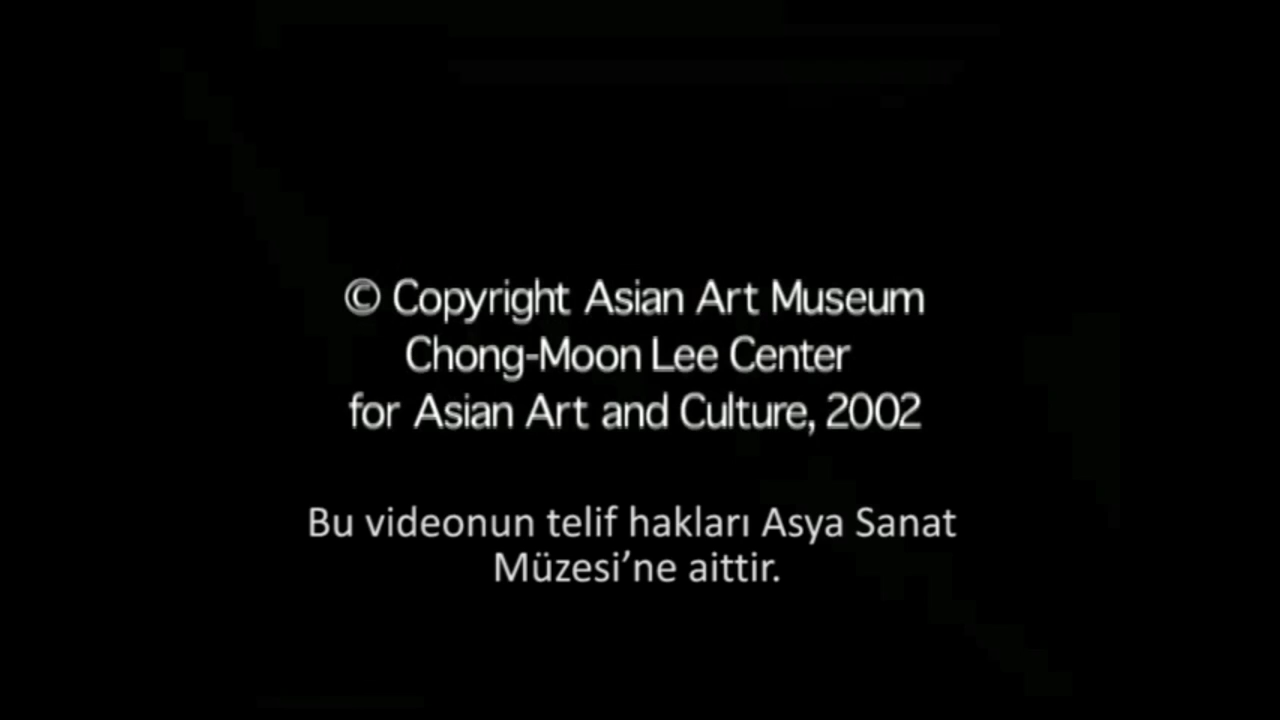 © Copyright Asian Art Museum
Chong-Moon Lee Center
for Asian Art and Culture, 2002
Bu videonun telif hakları Asya Sanat
Müzesi’ne aittir.